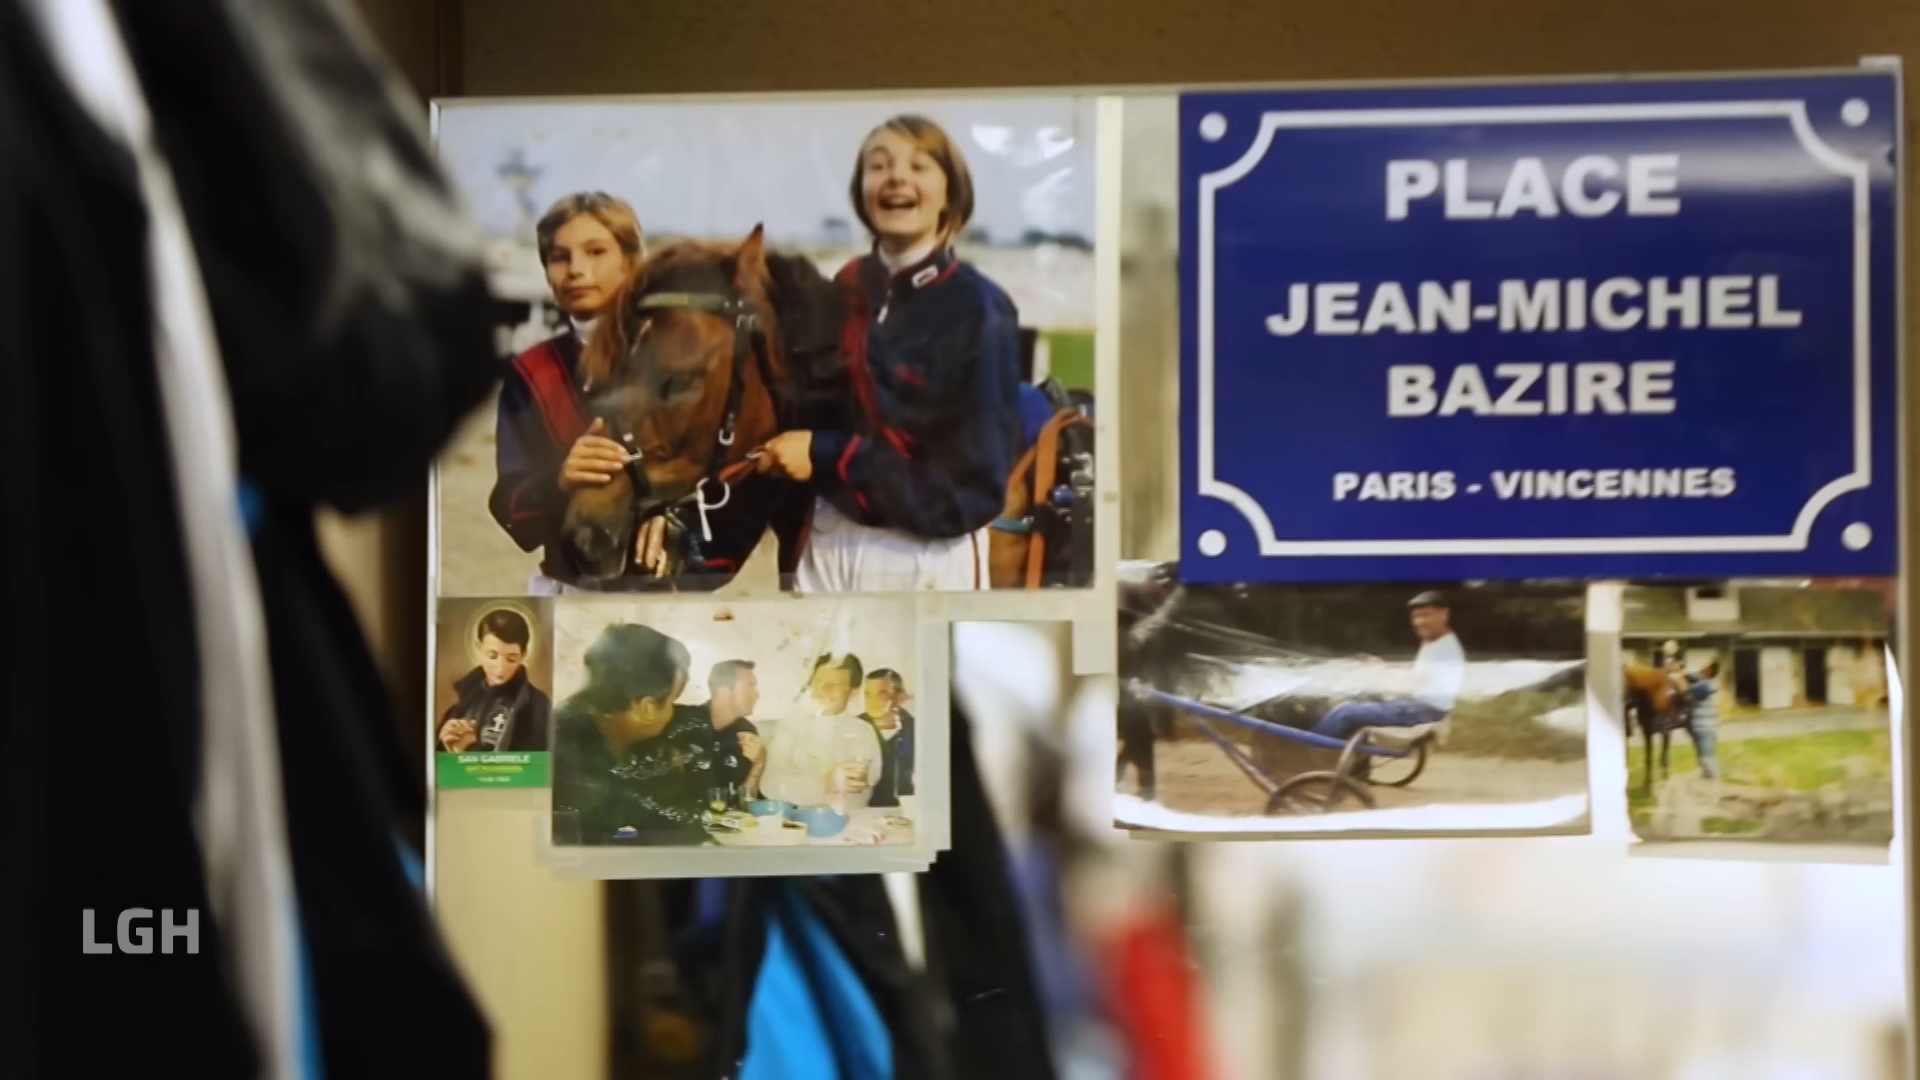 PLACE
JEAN-MICHEL
BAZIRE
PARIS - VINCENNES
SAN GABRIELE
LGH